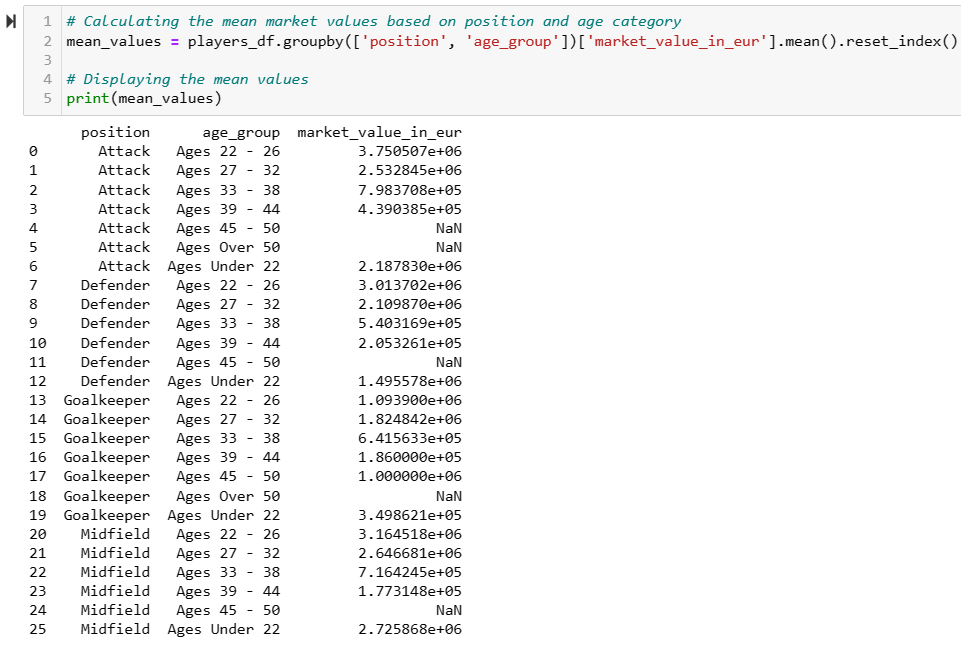 1 # Calculating the mean market values based on position and age category
2 mean_values = players_df.groupby(['position', 'age_group'])['market_value_in_eur'].mean().reset_index()
3
4 # Displaying the mean values
5 print(mean_values)
position age_group market_value_in_eur
0 Attack Ages 22 - 26 3.750507e+06
1 Attack Ages 27 - 32 2.532845e+06
2 Attack Ages 33 - 38 7.983708e+05
3 Attack Ages 39 - 44 4.390385e+05
4 Attack Ages 45 - 50 NaN
5 Attack Ages Over 50 NaN
6 Attack Ages Under 22 2.187830e+06
7 Defender Ages 22 - 26 3.013702e+06
8 Defender Ages 27 - 32 2.109870e+06
9 Defender Ages 33 - 38 5.403169e+05
10 Defender Ages 39 - 44 2.053261e+05
11 Defender Ages 45 - 50 NaN
12 Defender Ages Under 22 1.495578e+06
13 Goalkeeper Ages 22 - 26 1.093900e+06
14 Goalkeeper Ages 27 - 32 1.824842e+06
15 Goalkeeper Ages 33 - 38 6.415633e+05
16 Goalkeeper Ages 39 - 44 1.860000e+05
17 Goalkeeper Ages 45 - 50 1.000000e+06
18 Goalkeeper Ages Over 50 NaN
19 Goalkeeper Ages Under 22 3.498621e+05
20 Midfield Ages 22 - 26 3.164518e+06
21 Midfield Ages 27 - 32 2.646681e+06
22 Midfield Ages 33 - 38 7.164245e+05
23 Midfield Ages 39 - 44 1.773148e+05
24 Midfield Ages 45 - 50 NaN
25 Midfield Ages Under 22 2.725868e+06